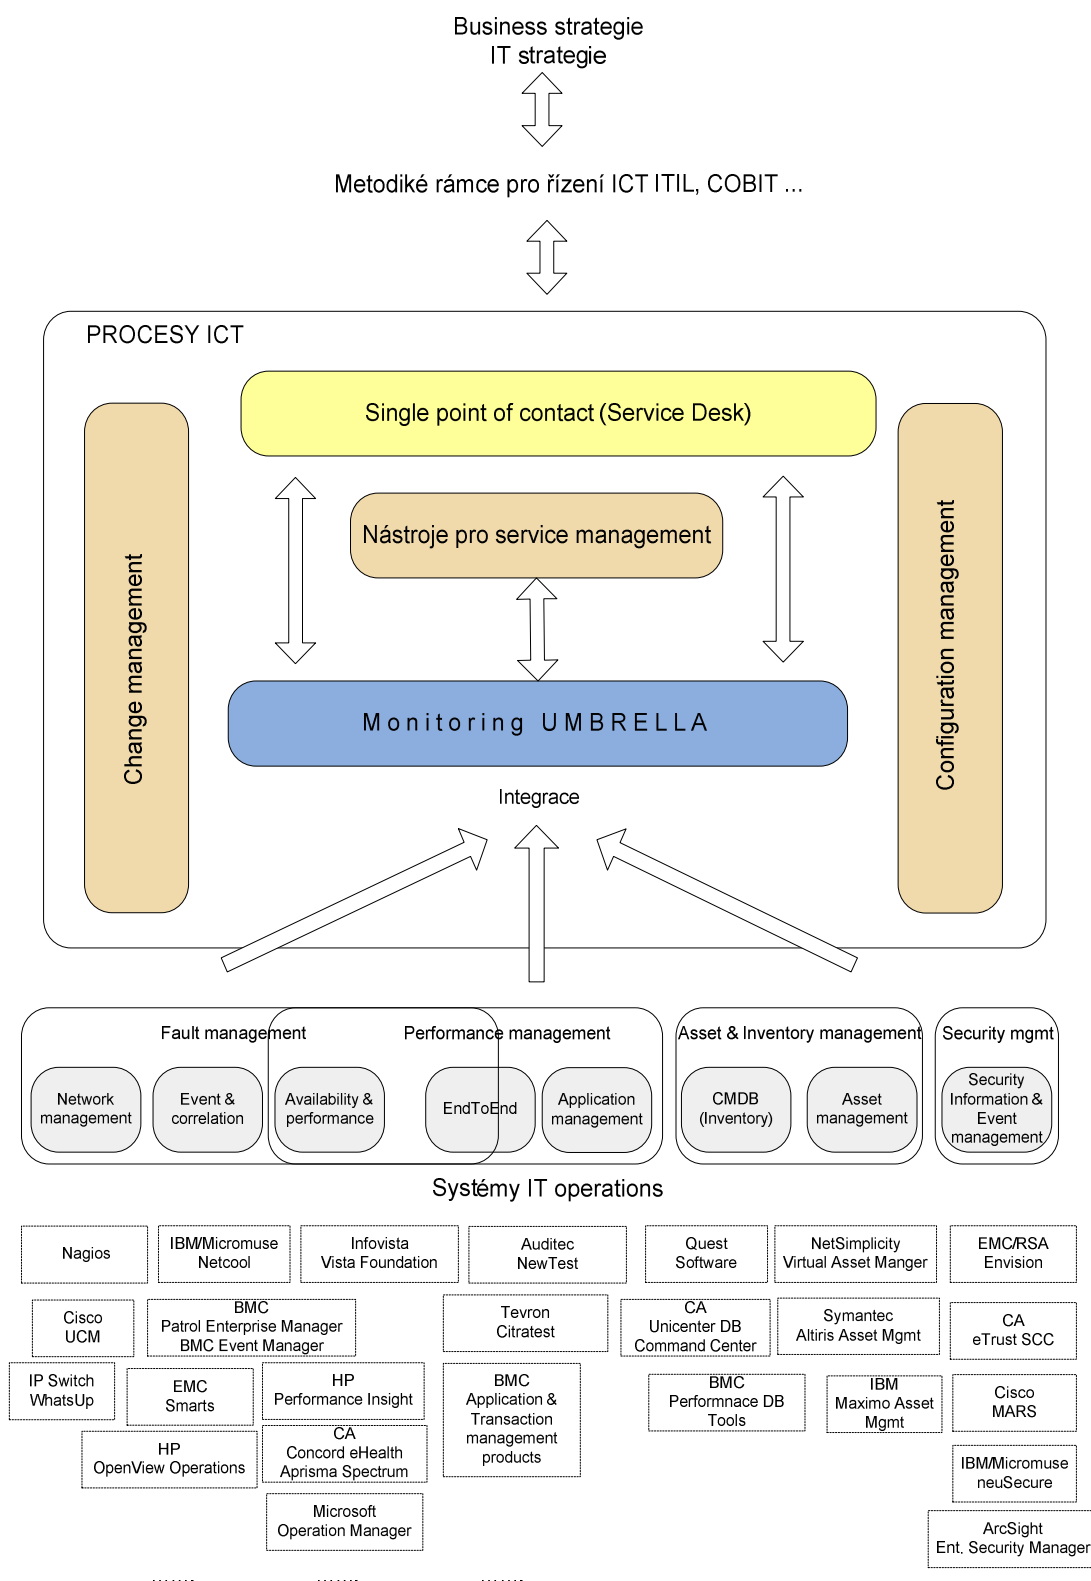 Business strategie
IT strategie
Metodiké rámce pro řízení ICT ITIL, COBIT ...
PROCESY ICT
Single point of contact (Service Desk)
Nástroje pro service management
Change management
Configuration management
Monitoring UMBRELLA
Integrace
Fault management
Performance management
Asset & Inventory management
Security mgmt
Network
management
Event &
correlation
Availability &
performance
EndToEnd
Application
management
CMDB
(Inventory)
Asset
management
Security
Information &
Event
management
Systémy IT operations
Nagios
IBM/Micromuse
Netcool
Infovista
Vista Foundation
Auditec
NewTest
Quest
Software
NetSimplicity
Virtual Asset Manger
EMC/RSA
Envision
Cisco
UCM
BMC
Patrol Enterprise Manager
BMC Event Manager
Tevron
Citratest
CA
Unicenter DB
Command Center
Symantec
Altiris Asset Mgmt
CA
eTrust SCC
IP Switch
WhatsUp
EMC
Smarts
HP
Performance Insight
BMC
Application &
Transaction
management
products
BMC
Performnace DB
Tools
IBM
Maximo Asset
Mgmt
Cisco
MARS
HP
OpenView Operations
CA
Concord eHealth
Aprisma Spectrum
IBM/Micromuse
neuSecure
Microsoft
Operation Manager
ArcSight
Ent. Security Manager